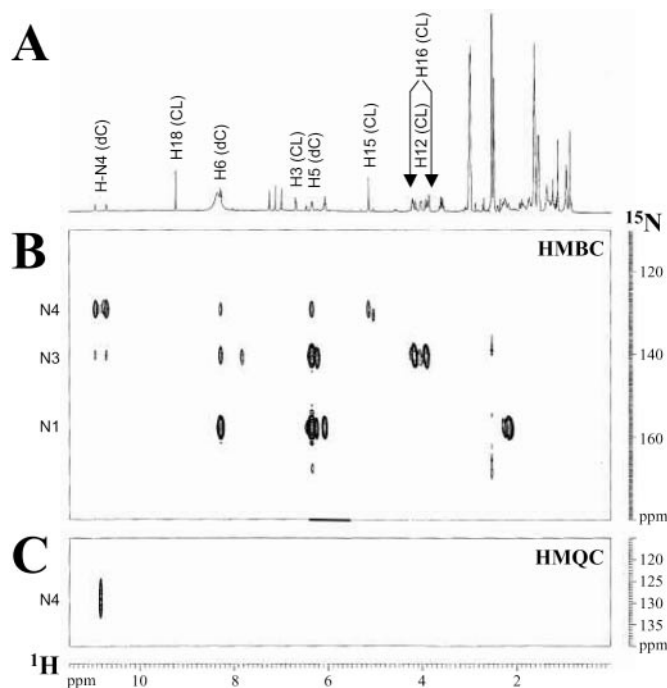 A
H-N4 (dC)
H18 (CL)
H6 (dC)
H3 (CL)
H5 (dC)
H15 (CL)
H16 (CL)
H12 (CL)
15N
B
HMBC
N4
N3
N1
120
140
160
ppm
C
HMQC
N4
120
125
130
135
ppm
1H
ppm
10
8
6
4
2